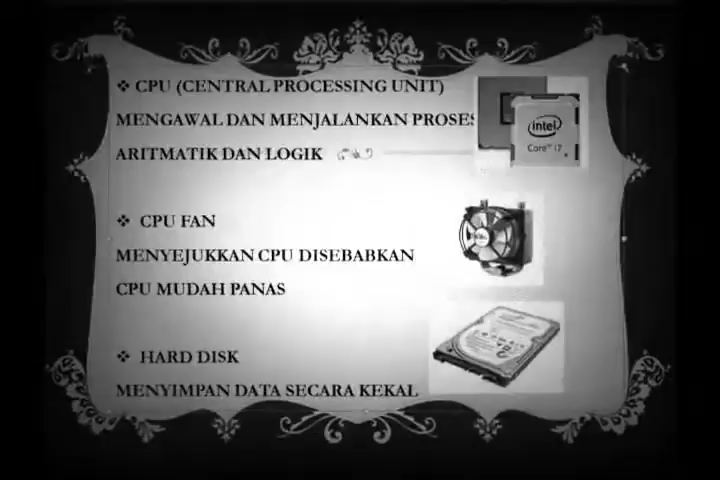 ❖ CPU (CENTRAL PROCESSING UNIT)
MENGAWAL DAN MENJALANKAN PROSES
ARITMATIK DAN LOGIK
intel
Core™ i7
❖ CPU FAN
MENYEJUKKAN CPU DISEBABKAN
CPU MUDAH PANAS
❖ HARD DISK
MENYIMPAN DATA SECARA KEKAL